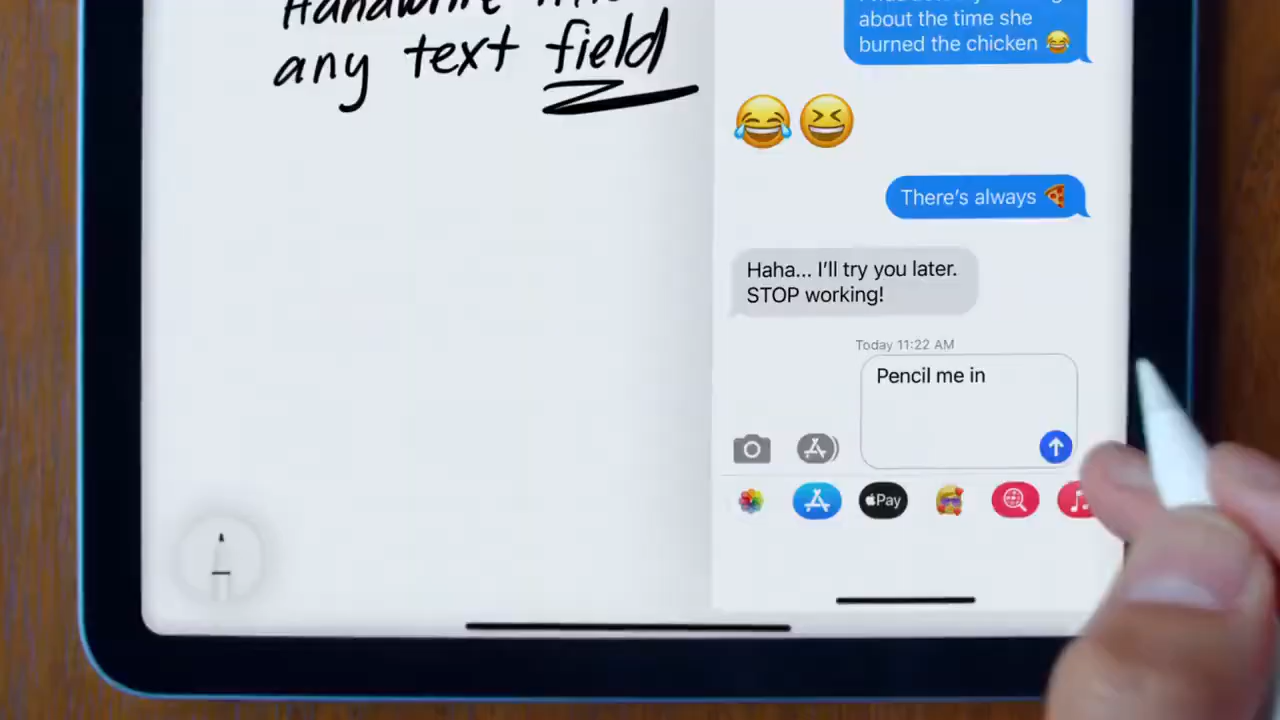 Handwrite
any text field
about the time she
burned the chicken 😂
😂😆
There's always 🍕
Haha... I'll try you later.
STOP working!
Today 11:22 AM
Pencil me in
Pay